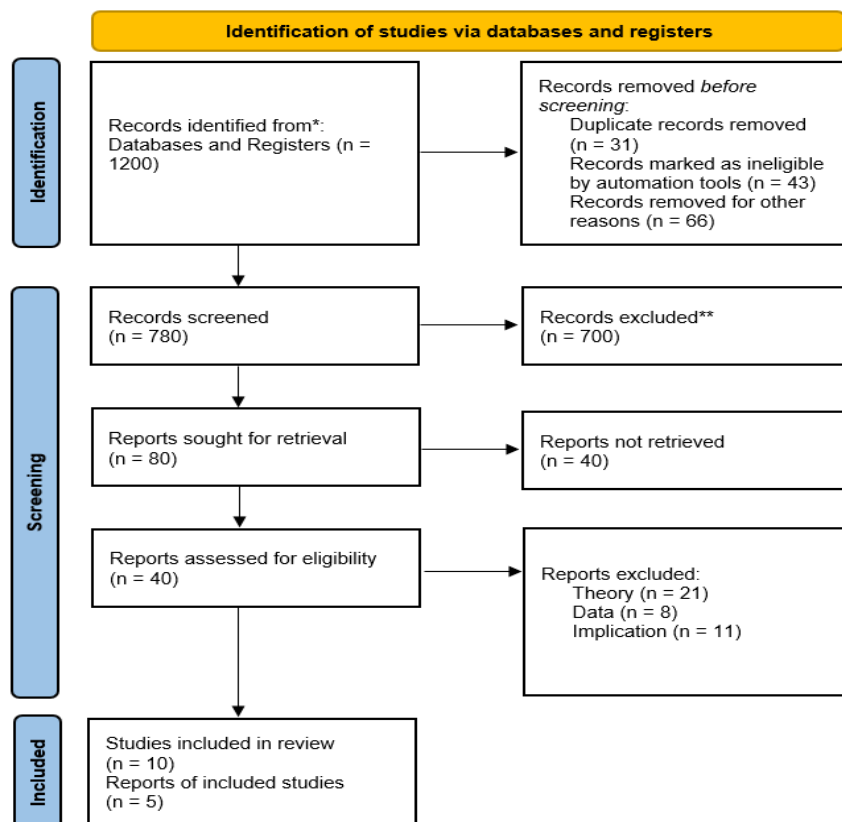 Identification of studies via databases and registers
Identification
Records identified from*:
Databases and Registers (n =
1200)
Records removed before
screening:
Duplicate records removed
(n = 31)
Records marked as ineligible
by automation tools (n = 43)
Records removed for other
reasons (n = 66)
Screening
Records screened
(n = 780)
Records excluded**
(n = 700)
Reports sought for retrieval
(n = 80)
Reports not retrieved
(n = 40)
Reports assessed for eligibility
(n = 40)
Reports excluded:
Theory (n = 21)
Data (n = 8)
Implication (n = 11)
Included
Studies included in review
(n = 10)
Reports of included studies
(n = 5)